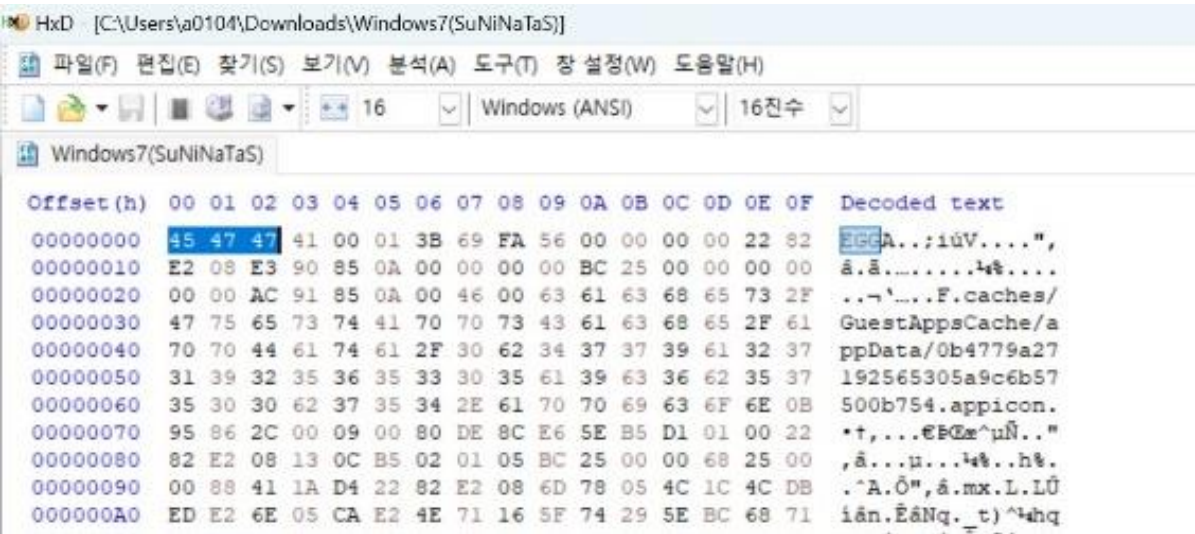 HxD - [C:\Users\a0104\Downloads\Windows7(SuNiNaTaS)]
파일(F) 편집(E) 찾기(S) 보기(V) 분석(A) 도구(T) 창 설정(W) 도움말(H)
16 Windows (ANSI) 16진수
Windows7(SuNiNaTaS)
Offset(h) 00 01 02 03 04 05 06 07 08 09 0A 0B 0C 0D 0E 0F Decoded text
00000000 45 47 47 41 00 01 3B 69 FA 56 00 00 00 00 22 82 EGGA..;iúV....",
00000010 E2 08 E3 90 85 0A 00 00 00 00 BC 25 00 00 00 00 â.ã.…....¼%....
00000020 00 00 AC 91 85 0A 00 46 00 63 61 63 68 65 73 2F ..¬'…..F.caches/
00000030 47 75 65 73 74 41 70 70 73 43 61 63 68 65 2F 61 GuestAppsCache/a
00000040 70 70 44 61 74 61 2F 30 62 34 37 37 39 61 32 37 ppData/0b4779a27
00000050 31 39 32 35 36 35 33 30 35 61 39 63 36 62 35 37 192565305a9c6b57
00000060 35 30 30 62 37 35 34 2E 61 70 70 69 63 6F 6E 0B 500b754.appicon.
00000070 95 86 2C 00 09 00 80 DE 8C E6 5E B5 D1 01 00 22 •†,...€ÞŒæ^µÑ.."
00000080 82 E2 08 13 0C B5 02 01 05 BC 25 00 00 68 25 00 ,â...µ...¼%..h%.
00000090 00 88 41 1A D4 22 82 E2 08 6D 78 05 4C 1C 4C DB .ˆA.Ô",â.mx.L.LÛ
000000A0 ED E2 6E 05 CA E2 4E 71 16 5F 74 29 5E BC 68 71 íân.ÊâNq._t)^¼hq